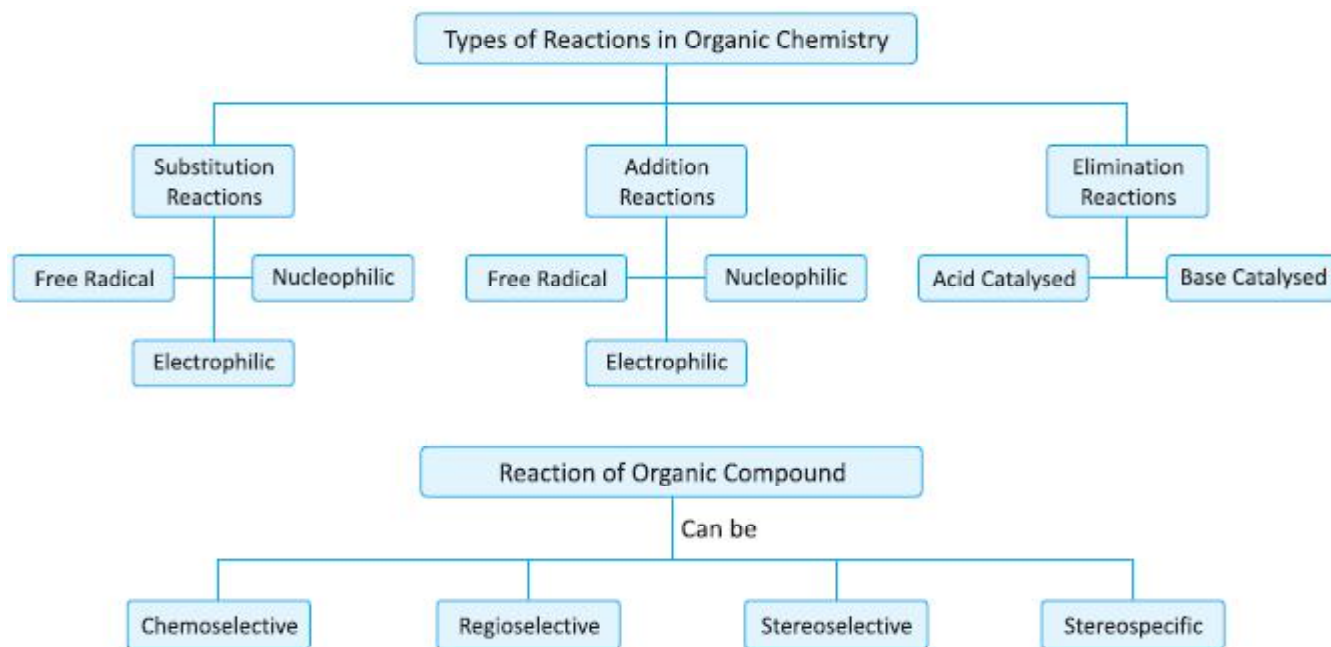 Types of Reactions in Organic Chemistry
Substitution
Reactions
Addition
Reactions
Elimination
Reactions
Free Radical
Nucleophilic
Free Radical
Nucleophilic
Acid Catalysed
Base Catalysed
Electrophilic
Electrophilic
Reaction of Organic Compound
Can be
Chemoselective
Regioselective
Stereoselective
Stereospecific